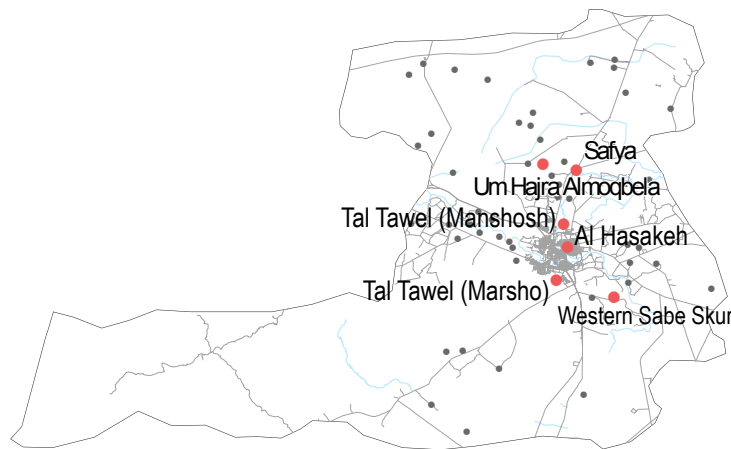 Safya
Um Hajra Almoqbela
Tal Tawel (Manshosh)
Al Hasakeh
Tal Tawel (Marsho)
Western Sabe Skur